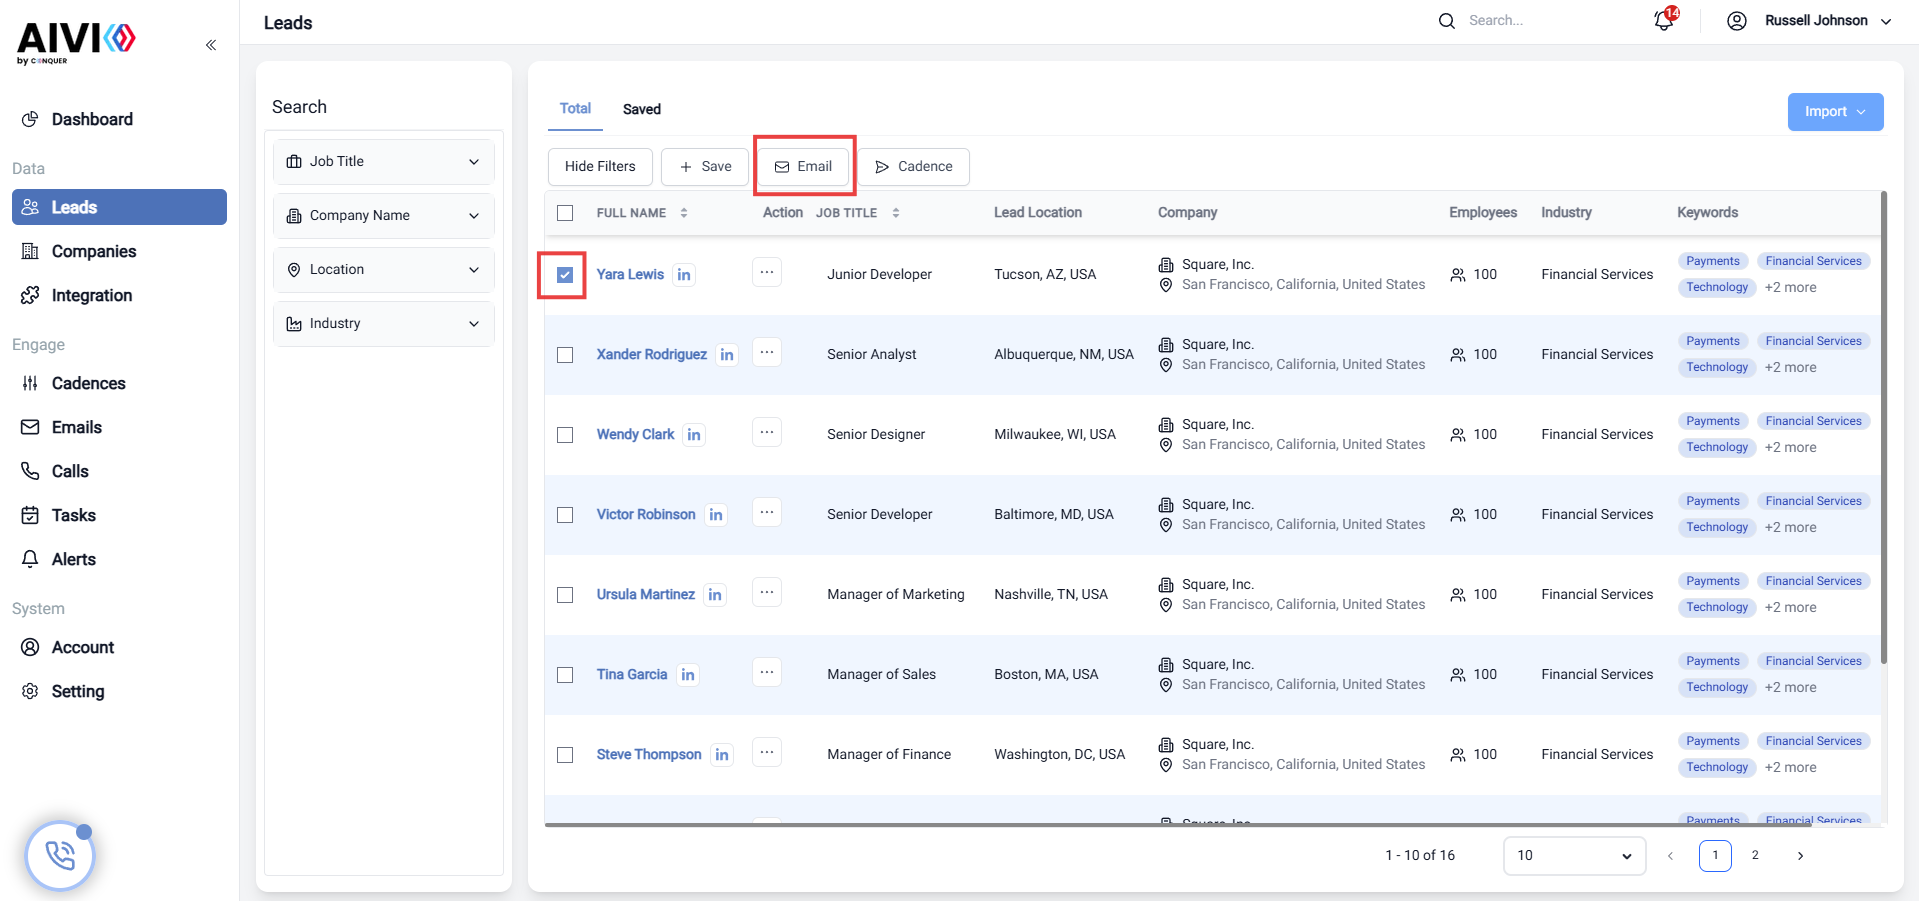 AIVI
by CONQUER
Leads
Search...
14
Russell Johnson
Dashboard
Data
Leads
Companies
Integration
Engage
Cadences
Emails
Calls
Tasks
Alerts
System
Account
Setting
Search
Job Title
Company Name
Location
Industry
Total
Saved
Import
Hide Filters
Save
Email
Cadence
FULL NAME
Action
JOB TITLE
Lead Location
Company
Employees
Industry
Keywords
Yara Lewis
in
...
Junior Developer
Tucson, AZ, USA
Square, Inc.
San Francisco, California, United States
100
Financial Services
Payments
Financial Services
Technology
+2 more
Xander Rodriguez
in
...
Senior Analyst
Albuquerque, NM, USA
Square, Inc.
San Francisco, California, United States
100
Financial Services
Payments
Financial Services
Technology
+2 more
Wendy Clark
in
...
Senior Designer
Milwaukee, WI, USA
Square, Inc.
San Francisco, California, United States
100
Financial Services
Payments
Financial Services
Technology
+2 more
Victor Robinson
in
...
Senior Developer
Baltimore, MD, USA
Square, Inc.
San Francisco, California, United States
100
Financial Services
Payments
Financial Services
Technology
+2 more
Ursula Martinez
in
...
Manager of Marketing
Nashville, TN, USA
Square, Inc.
San Francisco, California, United States
100
Financial Services
Payments
Financial Services
Technology
+2 more
Tina Garcia
in
...
Manager of Sales
Boston, MA, USA
Square, Inc.
San Francisco, California, United States
100
Financial Services
Payments
Financial Services
Technology
+2 more
Steve Thompson
in
...
Manager of Finance
Washington, DC, USA
Square, Inc.
San Francisco, California, United States
100
Financial Services
Payments
Financial Services
Technology
+2 more
Square, Inc.
Payments
Financial Services
1 - 10 of 16
10
1
2